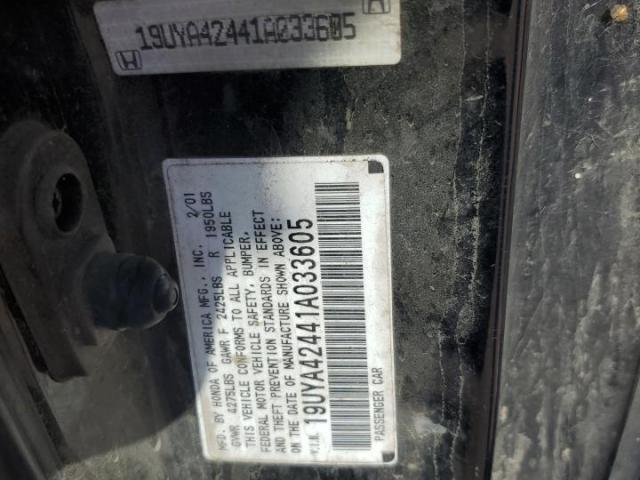 19UYA42441A033605
MFD. BY HONDA OF AMERICA MFG., INC. 2/01
GVWR 4275LBS GAWR F 2425LBS R 1950LBS
THIS VEHICLE CONFORMS TO ALL APPLICABLE
FEDERAL MOTOR VEHICLE SAFETY, BUMPER,
AND THEFT PREVENTION STANDARDS IN EFFECT
ON THE DATE OF MANUFACTURE SHOWN ABOVE:
V.I.N. 19UYA42441A033605
PASSENGER CAR